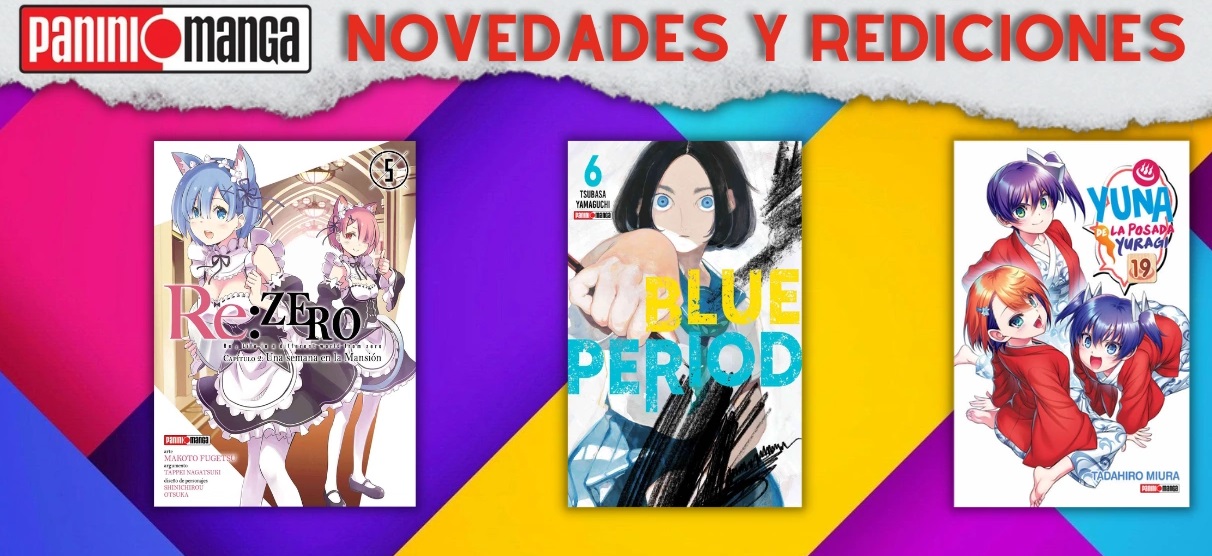 PANINI MANGA
NOVEDADES Y REDICIONES
5
Re:ZERO
Re: Life in a different world from zero
CAPÍTULO 2: Una semana en la Mansión
PANINI MANGA
arte
MAKOTO FUGETSU
argumento
TAPPEI NAGATSUKI
diseño de personajes
SHINICHIROU
OTSUKA
6
TSUBASA
YAMAGUCHI
PANINI MANGA
BLUE
PERIOD
YUNA
DE LA POSADA
YURAGI
19
TADAHIRO MIURA
PANINI MANGA